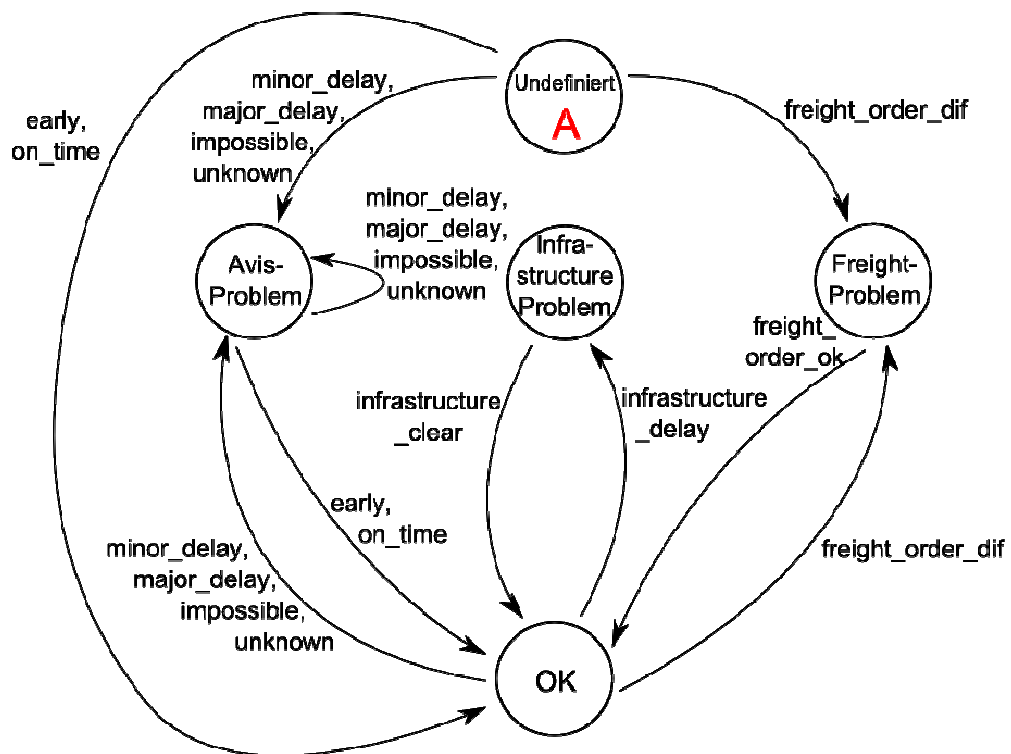 Undefiniert
A
minor_delay,
major_delay,
impossible,
unknown
early,
on_time
freight_order_dif
minor_delay,
major_delay,
impossible,
unknown
Avis-
Problem
Infra-
structure
Problem
Freight-
Problem
freight_
order_ok
infrastructure
_clear
infrastructure
_delay
early,
on_time
minor_delay,
major_delay,
impossible,
unknown
freight_order_dif
OK